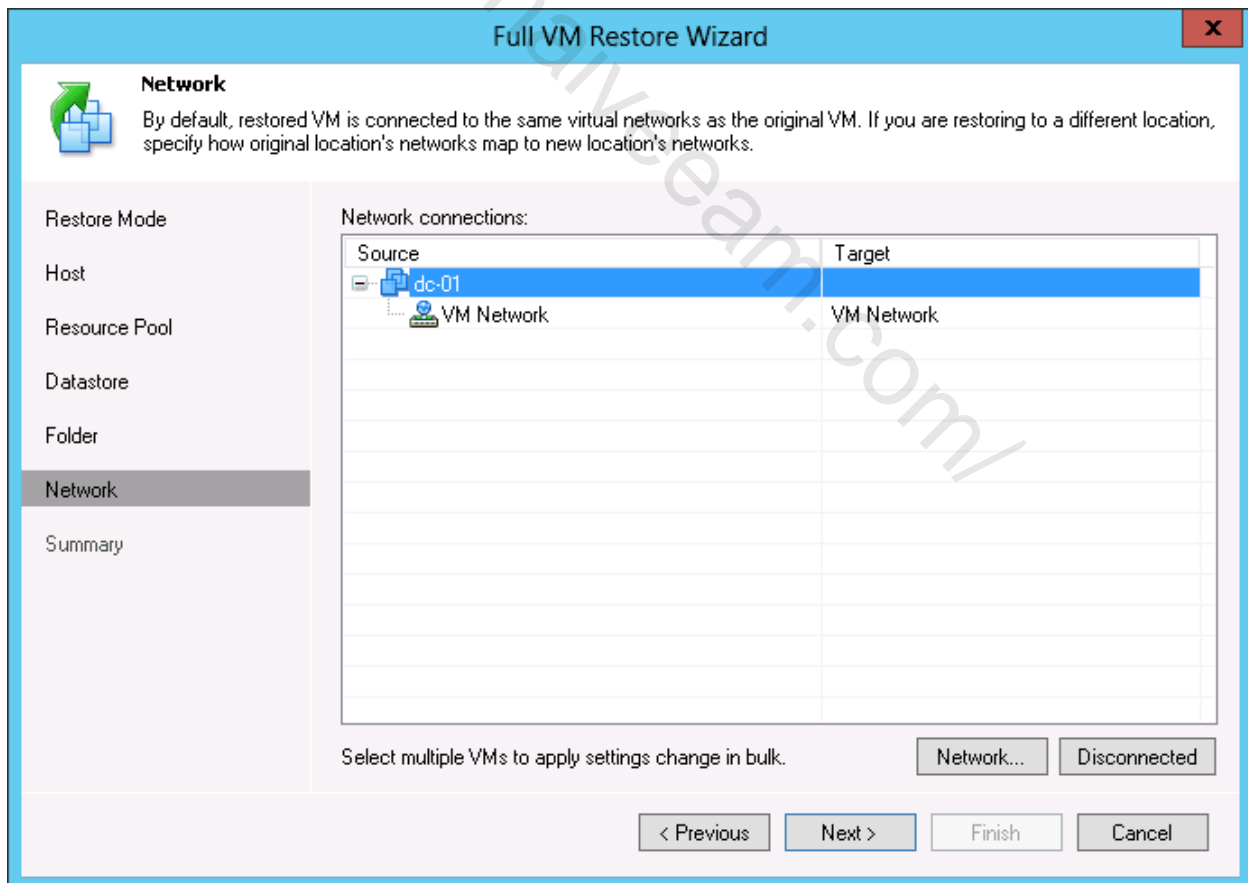 Full VM Restore Wizard
x
Network
By default, restored VM is connected to the same virtual networks as the original VM. If you are restoring to a different location,
specify how original location's networks map to new location's networks.
Restore Mode
Host
Resource Pool
Datastore
Folder
Network
Summary
Network connections:
Source Target
dc-01
VM Network VM Network
Select multiple VMs to apply settings change in bulk.
Network... Disconnected
< Previous Next > Finish Cancel
veeam.com/